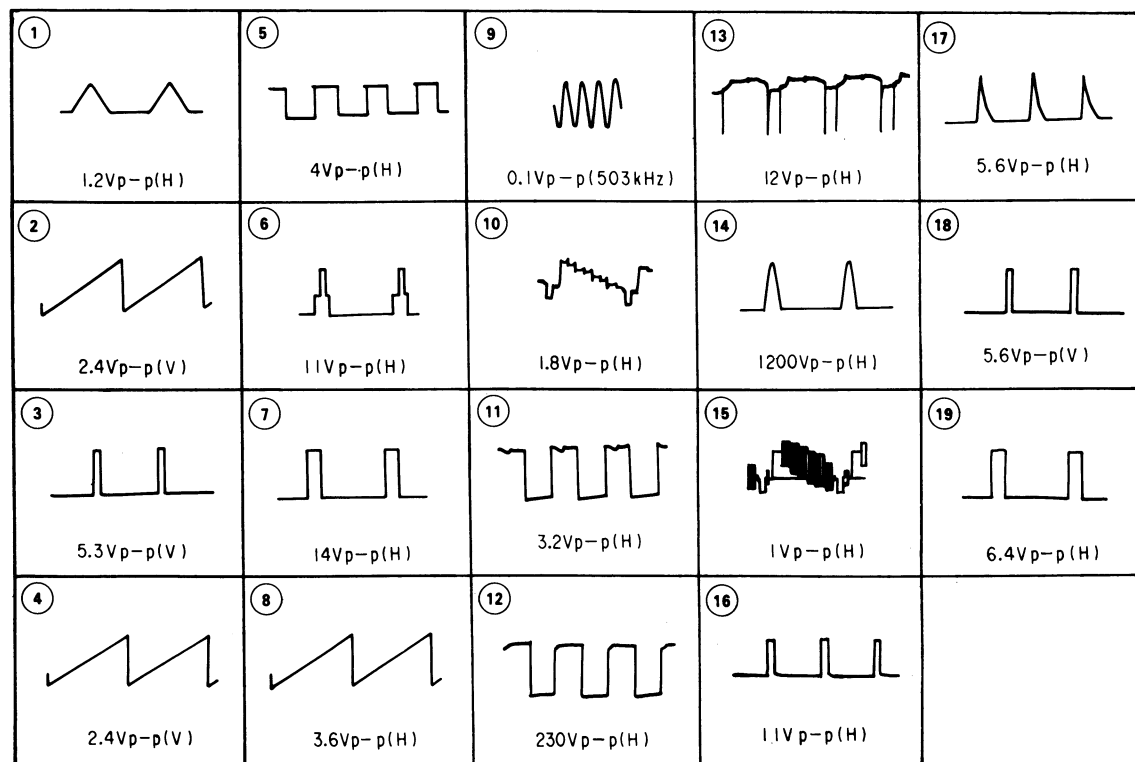 1
1.2Vp-p(H)
2
2.4Vp-p(V)
3
5.3Vp-p(V)
4
2.4Vp-p(V)
5
4Vp-p(H)
6
11Vp-p(H)
7
14Vp-p(H)
8
3.6Vp-p(H)
9
0.1Vp-p(503kHz)
10
1.8Vp-p(H)
11
3.2Vp-p(H)
12
230Vp-p(H)
13
12Vp-p(H)
14
1200Vp-p(H)
15
1Vp-p(H)
16
1.1Vp-p(H)
17
5.6Vp-p(H)
18
5.6Vp-p(V)
19
6.4Vp-p(H)